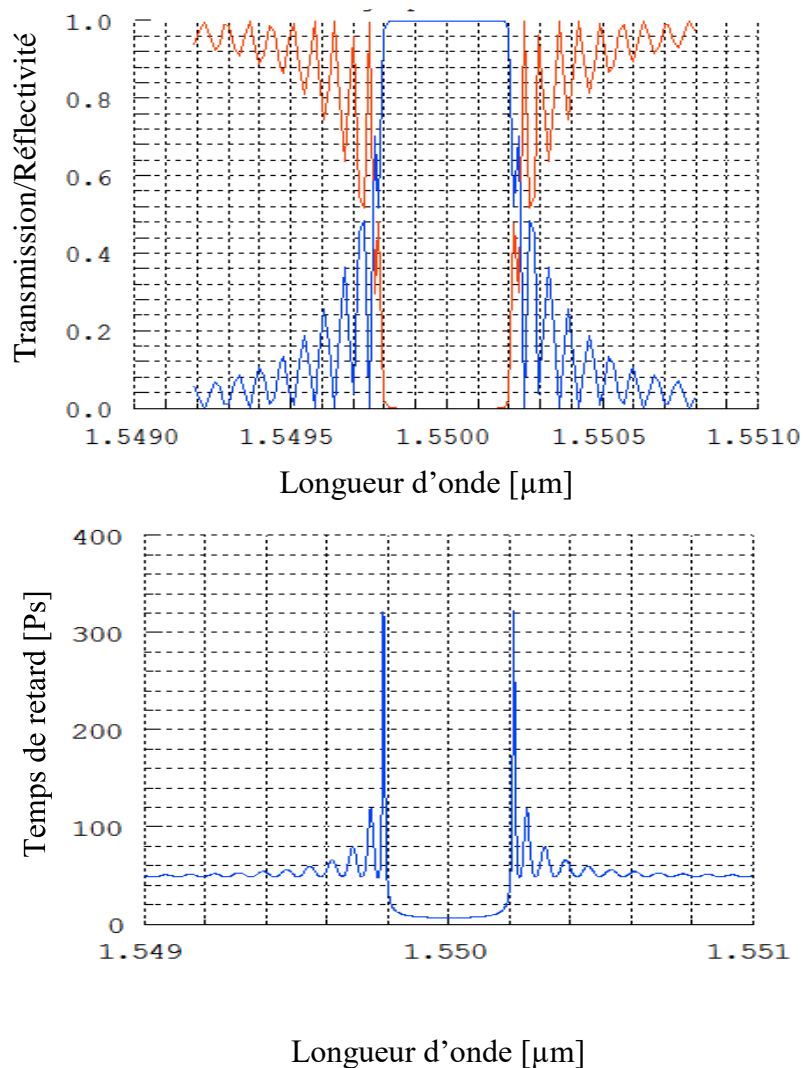 1.0
0.8
0.6
0.4
0.2
0.0
Transmission/Réflectivité
1.5490 1.5495 1.5500 1.5505 1.5510
Longueur d’onde [µm]
400
300
200
100
0
Temps de retard [Ps]
1.549 1.550 1.551
Longueur d’onde [µm]